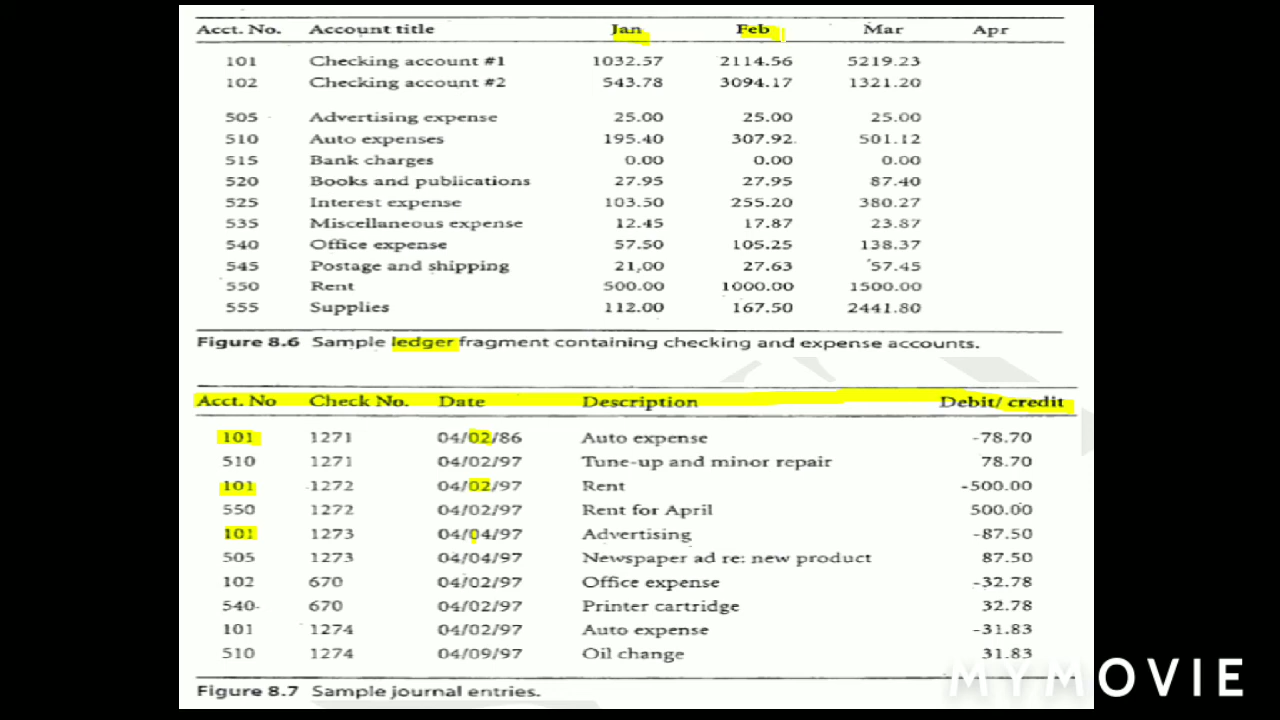 Acct. No. Account title Jan Feb Mar Apr
101 Checking account #1 1032.57 2114.56 5219.23
102 Checking account #2 543.78 3094.17 1321.20
505 Advertising expense 25.00 25.00 25.00
510 Auto expenses 195.40 307.92 501.12
515 Bank charges 0.00 0.00 0.00
520 Books and publications 27.95 27.95 87.40
525 Interest expense 103.50 255.20 380.27
535 Miscellaneous expense 12.45 17.87 23.87
540 Office expense 57.50 105.25 138.37
545 Postage and shipping 21,00 27.63 57.45
550 Rent 500.00 1000.00 1500.00
555 Supplies 112.00 167.50 2441.80
Figure 8.6 Sample ledger fragment containing checking and expense accounts.
Acct. No Check No. Date Description Debit/ credit
101 1271 04/02/86 Auto expense -78.70
510 1271 04/02/97 Tune-up and minor repair 78.70
101 1272 04/02/97 Rent -500.00
550 1272 04/02/97 Rent for April 500.00
101 1273 04/04/97 Advertising -87.50
505 1273 04/04/97 Newspaper ad re: new product 87.50
102 670 04/02/97 Office expense -32.78
540 670 04/02/97 Printer cartridge 32.78
101 1274 04/02/97 Auto expense -31.83
510 1274 04/09/97 Oil change 31.83
Figure 8.7 Sample journal entries.
MYMOVIE